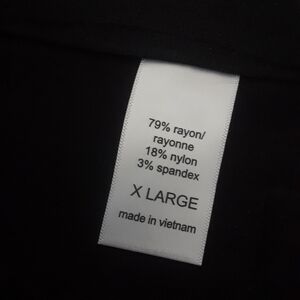 79% rayon/
rayonne
18% nylon
3% spandex
X LARGE
made in vietnam